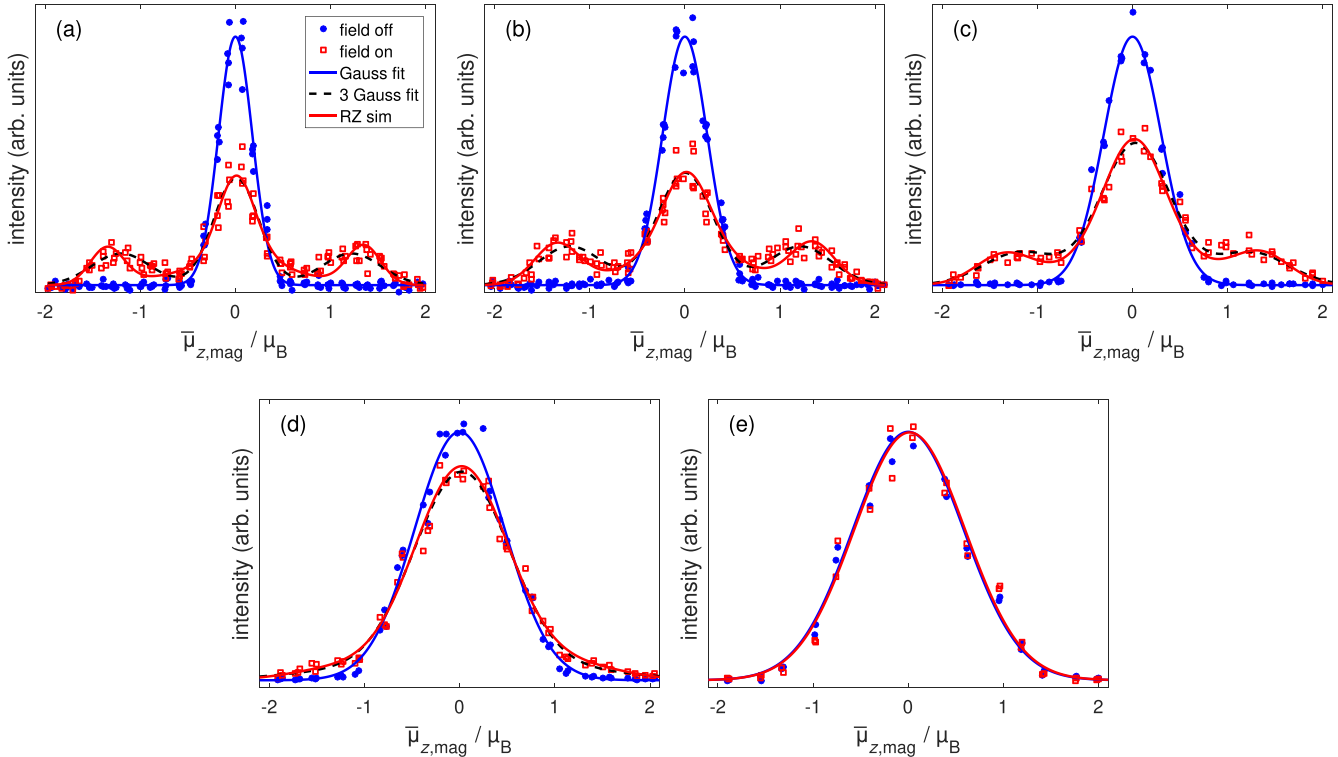 (a)
field off
field on
Gauss fit
3 Gauss fit
RZ sim
intensity (arb. units)
-2 -1 0 1 2
μ̅z,mag / μB
(b)
intensity (arb. units)
-2 -1 0 1 2
μ̅z,mag / μB
(c)
intensity (arb. units)
-2 -1 0 1 2
μ̅z,mag / μB
(d)
intensity (arb. units)
-2 -1 0 1 2
μ̅z,mag / μB
(e)
intensity (arb. units)
-2 -1 0 1 2
μ̅z,mag / μB